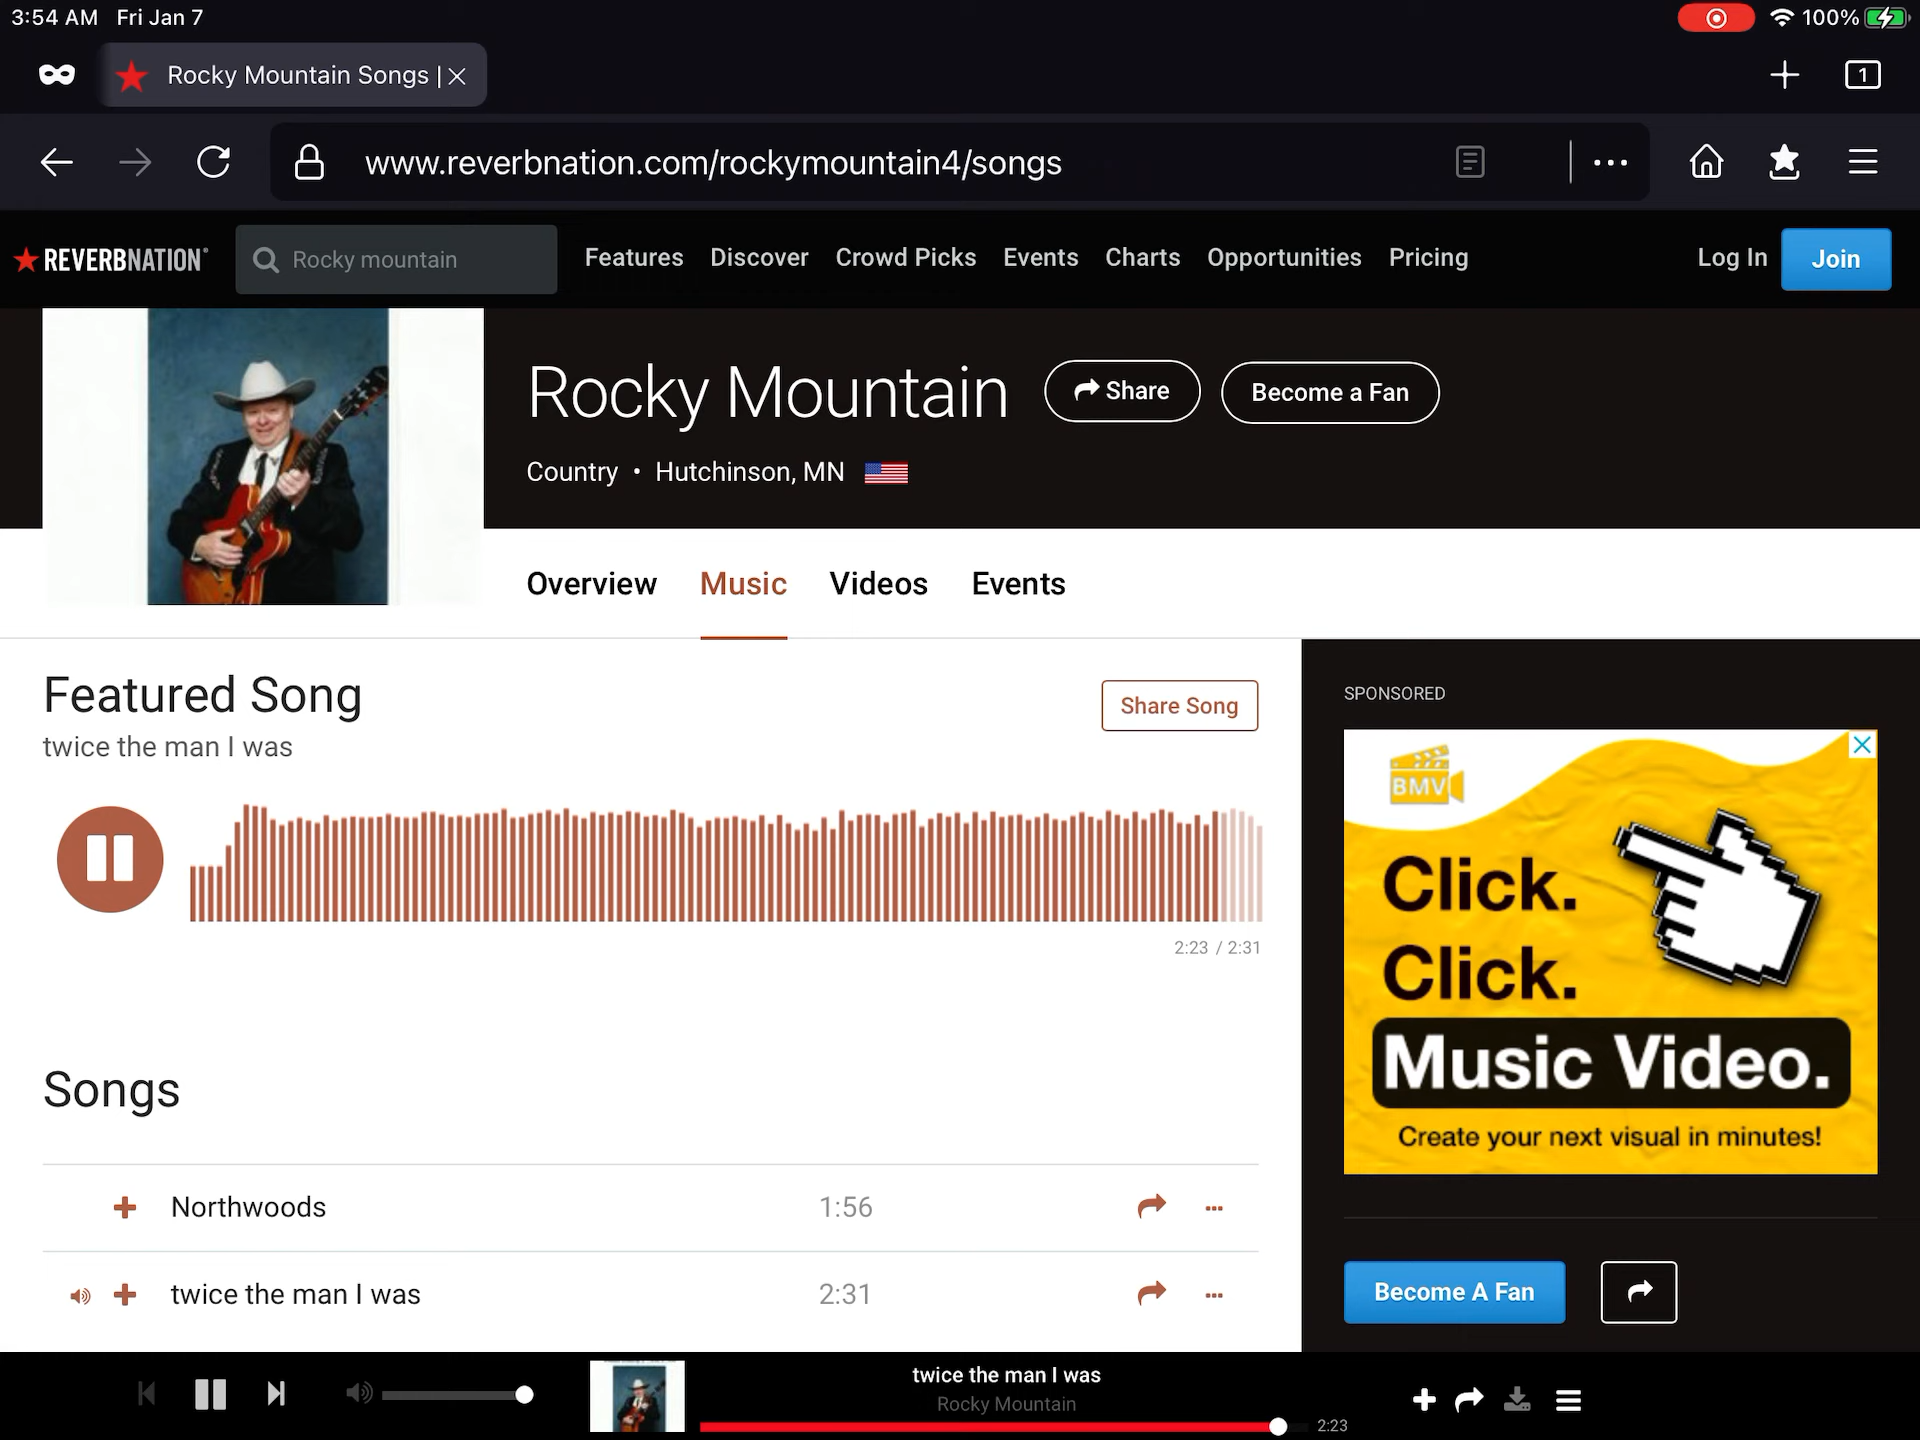 3:54 AM Fri Jan 7
100%
Rocky Mountain Songs |
1
www.reverbnation.com/rockymountain4/songs
REVERBNATION
Rocky mountain
Features Discover Crowd Picks Events Charts Opportunities Pricing
Log In Join
Rocky Mountain
Share
Become a Fan
Country • Hutchinson, MN
Overview Music Videos Events
Featured Song
twice the man I was
Share Song
2:23 / 2:31
Songs
Northwoods 1:56
twice the man I was 2:31
SPONSORED
BMV
Click.
Click.
Music Video.
Create your next visual in minutes!
Become A Fan
twice the man I was
Rocky Mountain
2:23